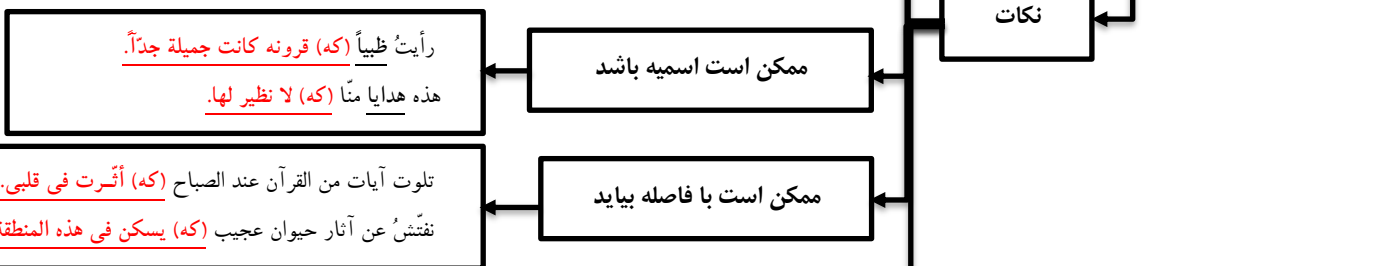 نکات
ممکن است اسمیه باشد
رأیتُ ظبیاً (که) قرونه کانت جمیلة جدّاً.
هذه هدایا منّا (که) لا نظیر لها.
ممکن است با فاصله بیاید
تلوت آیات من القرآن عند الصباح (که) أثّـرت فی قلبی.
نفتّشُ عن آثار حیوان عجیب (که) یسکن فی هذه المنطقة